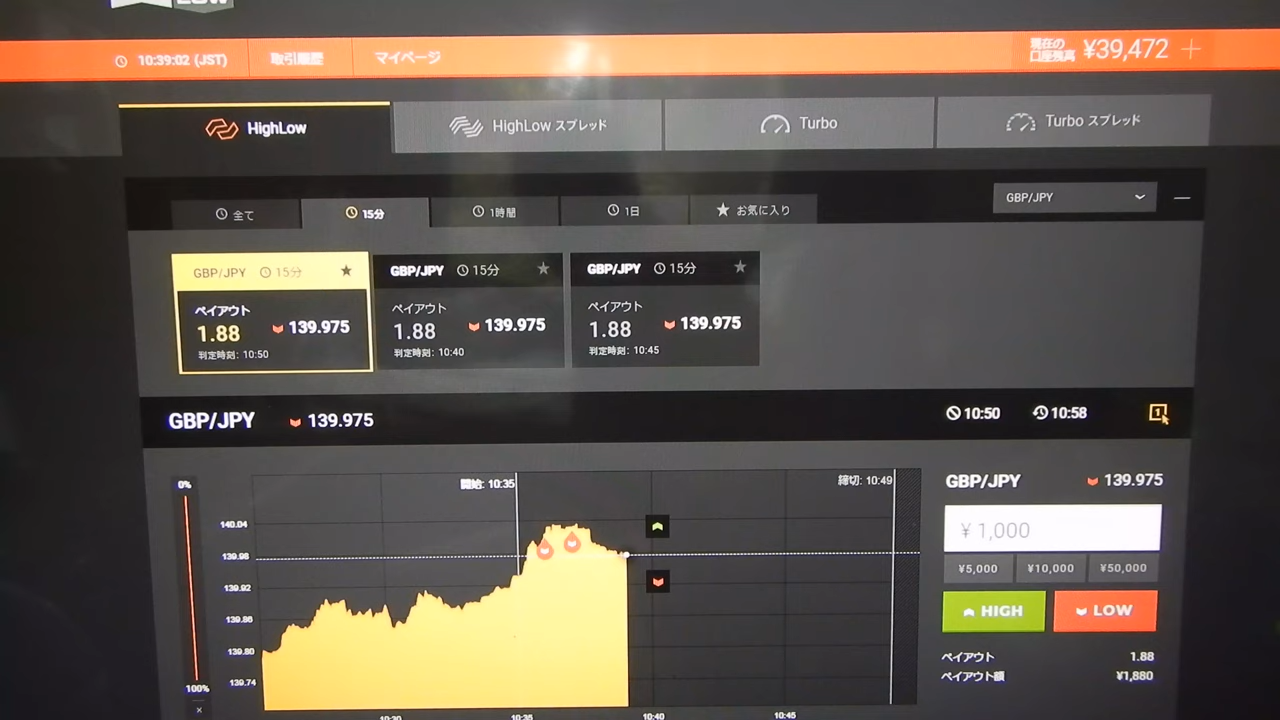 10:39:02 (JST) 取引履歴 マイページ 現在の口座残高 ¥39,472
HighLow HighLow スプレッド Turbo Turbo スプレッド
全て 15分 1時間 1日 お気に入り GBP/JPY
GBP/JPY 15分 GBP/JPY 15分 GBP/JPY 15分
ペイアウト ペイアウト ペイアウト
1.88 139.975 1.88 139.975 1.88 139.975
判定時刻: 10:50 判定時刻: 10:40 判定時刻: 10:45
GBP/JPY 139.975 10:50 10:58 1
0% 開始: 10:35 締切: 10:49 GBP/JPY 139.975
140.04
139.98
139.92
139.86
139.80
139.74
100%
10:30 10:35 10:40 10:45
¥ 1,000
¥5,000 ¥10,000 ¥50,000
HIGH LOW
ペイアウト 1.88
ペイアウト額 ¥1,880